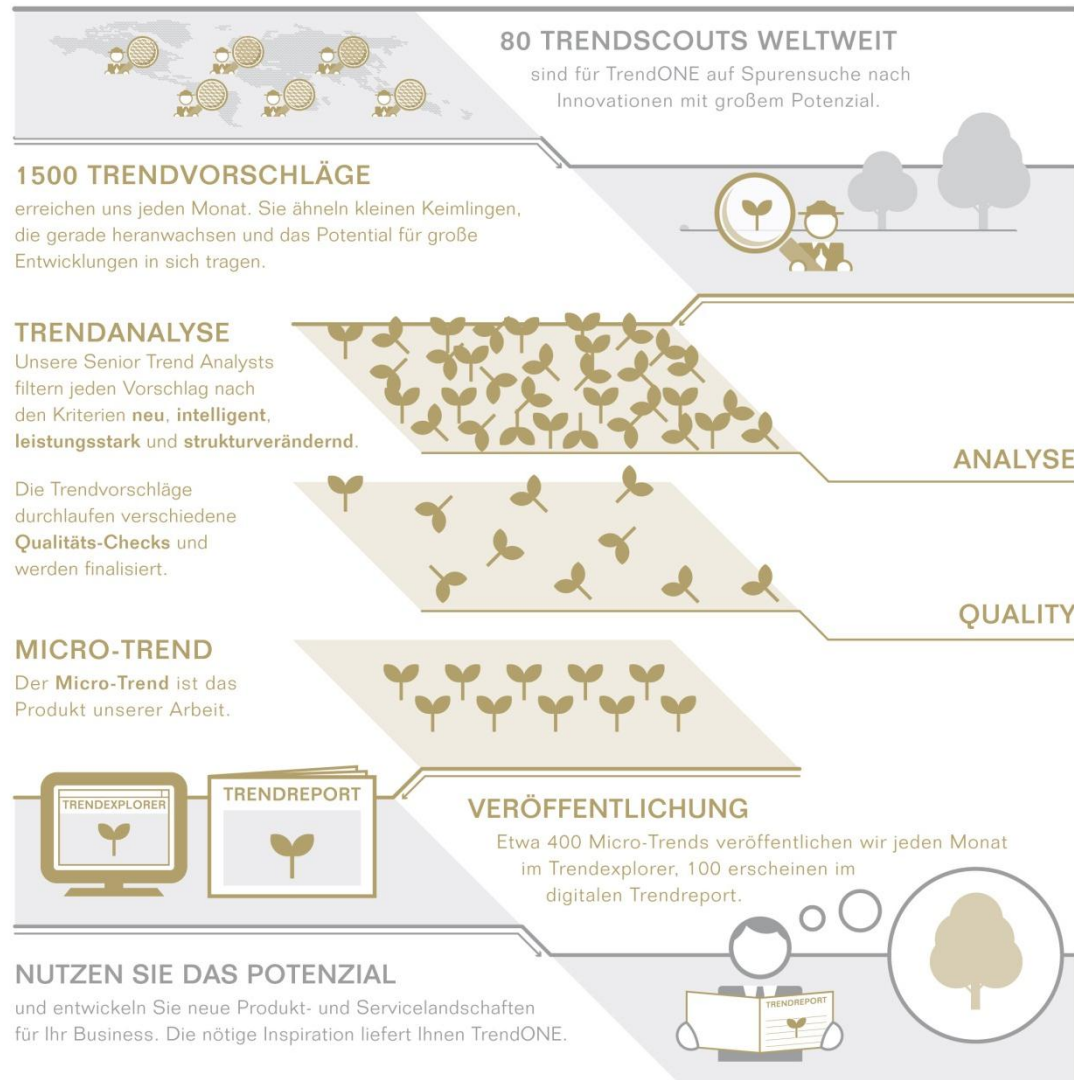 80 TRENDSCOUTS WELTWEIT
sind für TrendONE auf Spurensuche nach
Innovationen mit großem Potenzial.
1500 TRENDVORSCHLÄGE
erreichen uns jeden Monat. Sie ähneln kleinen Keimlingen,
die gerade heranwachsen und das Potential für große
Entwicklungen in sich tragen.
TRENDANALYSE
Unsere Senior Trend Analysts
filtern jeden Vorschlag nach
den Kriterien neu, intelligent,
leistungsstark und strukturverändernd.
ANALYSE
Die Trendvorschläge
durchlaufen verschiedene
Qualitäts-Checks und
werden finalisiert.
QUALITY
MICRO-TREND
Der Micro-Trend ist das
Produkt unserer Arbeit.
TRENDEXPLORER
TRENDREPORT
VERÖFFENTLICHUNG
Etwa 400 Micro-Trends veröffentlichen wir jeden Monat
im Trendexplorer, 100 erscheinen im
digitalen Trendreport.
NUTZEN SIE DAS POTENZIAL
und entwickeln Sie neue Produkt- und Servicelandschaften
für Ihr Business. Die nötige Inspiration liefert Ihnen TrendONE.
TRENDREPORT